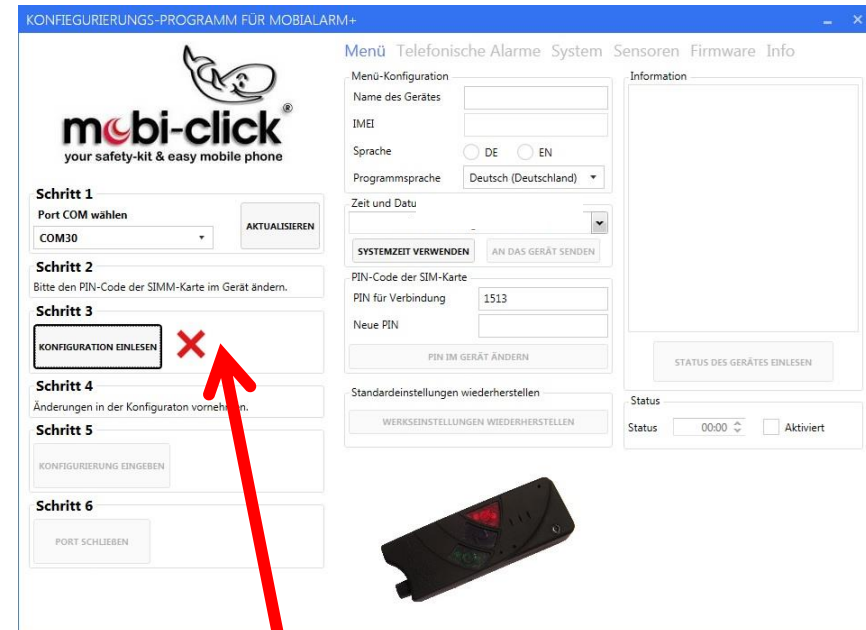 KONFIEGURIERUNGS-PROGRAMM FÜR MOBIALARM+
mobi-click®
your safety-kit & easy mobile phone
Schritt 1
Port COM wählen
COM30
AKTUALISIEREN
Schritt 2
Bitte den PIN-Code der SIMM-Karte im Gerät ändern.
Schritt 3
KONFIGURATION EINLESEN
Schritt 4
Änderungen in der Konfiguraton vornehmen.
Schritt 5
KONFIGURIERUNG EINGEBEN
Schritt 6
PORT SCHLIEBEN
Menü Telefonische Alarme System Sensoren Firmware Info
Menü-Konfiguration
Name des Gerätes
IMEI
Sprache DE EN
Programmsprache Deutsch (Deutschland)
Zeit und Datu
SYSTEMZEIT VERWENDEN AN DAS GERÄT SENDEN
PIN-Code der SIM-Karte
PIN für Verbindung 1513
Neue PIN
PIN IM GERÄT ÄNDERN
Standardeinstellungen wiederherstellen
WERKSEINSTELLUNGEN WIEDERHERSTELLEN
Information
STATUS DES GERÄTES EINLESEN
Status
Status 00:00 Aktiviert